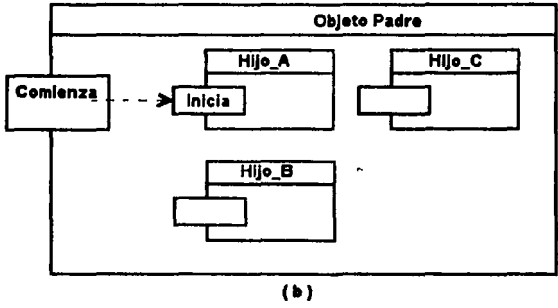 Objeto Padre
Hijo_A
Hijo_C
Comienza
Inicia
Hijo_B
(b)